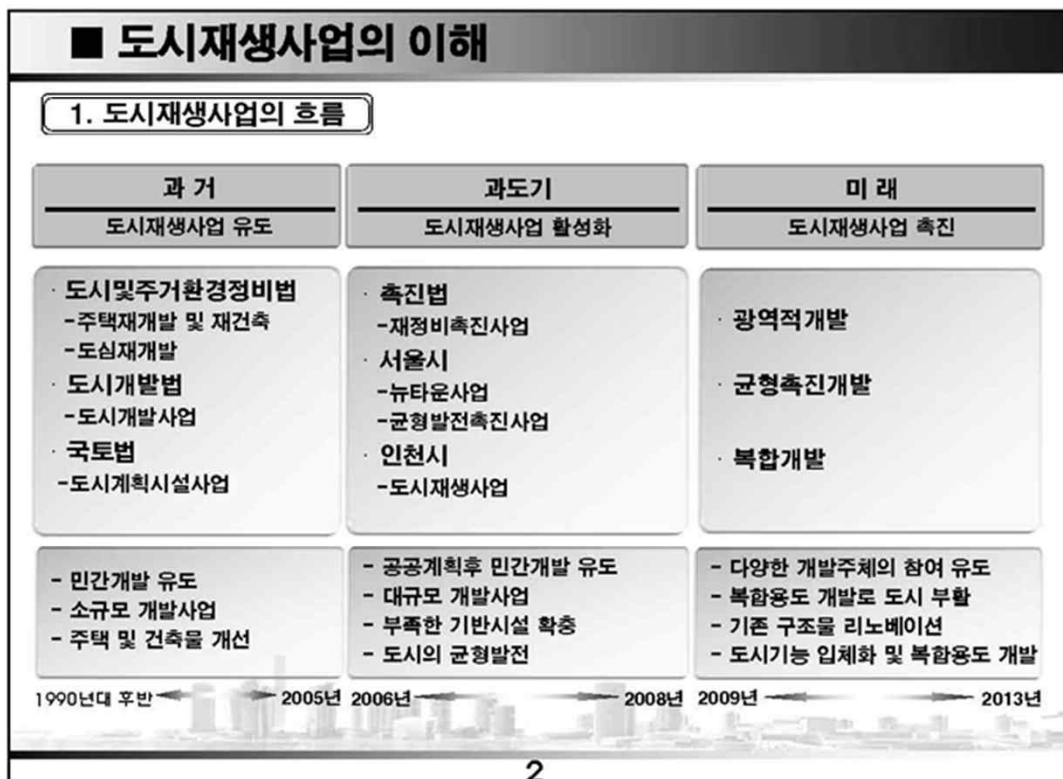 ■ 도시재생사업의 이해
1. 도시재생사업의 흐름
과 거
도시재생사업 유도
· 도시및주거환경정비법
-주택재개발 및 재건축
-도심재개발
· 도시개발법
-도시개발사업
· 국토법
-도시계획시설사업
- 민간개발 유도
- 소규모 개발사업
- 주택 및 건축물 개선
1990년대 후반
2005년
과도기
도시재생사업 활성화
· 촉진법
-재정비촉진사업
· 서울시
-뉴타운사업
-균형발전촉진사업
· 인천시
-도시재생사업
- 공공계획후 민간개발 유도
- 대규모 개발사업
- 부족한 기반시설 확충
- 도시의 균형발전
2006년
2008년
미 래
도시재생사업 촉진
· 광역적개발
· 균형촉진개발
· 복합개발
- 다양한 개발주체의 참여 유도
- 복합용도 개발로 도시 부활
- 기존 구조물 리노베이션
- 도시기능 입체화 및 복합용도 개발
2009년
2013년
2